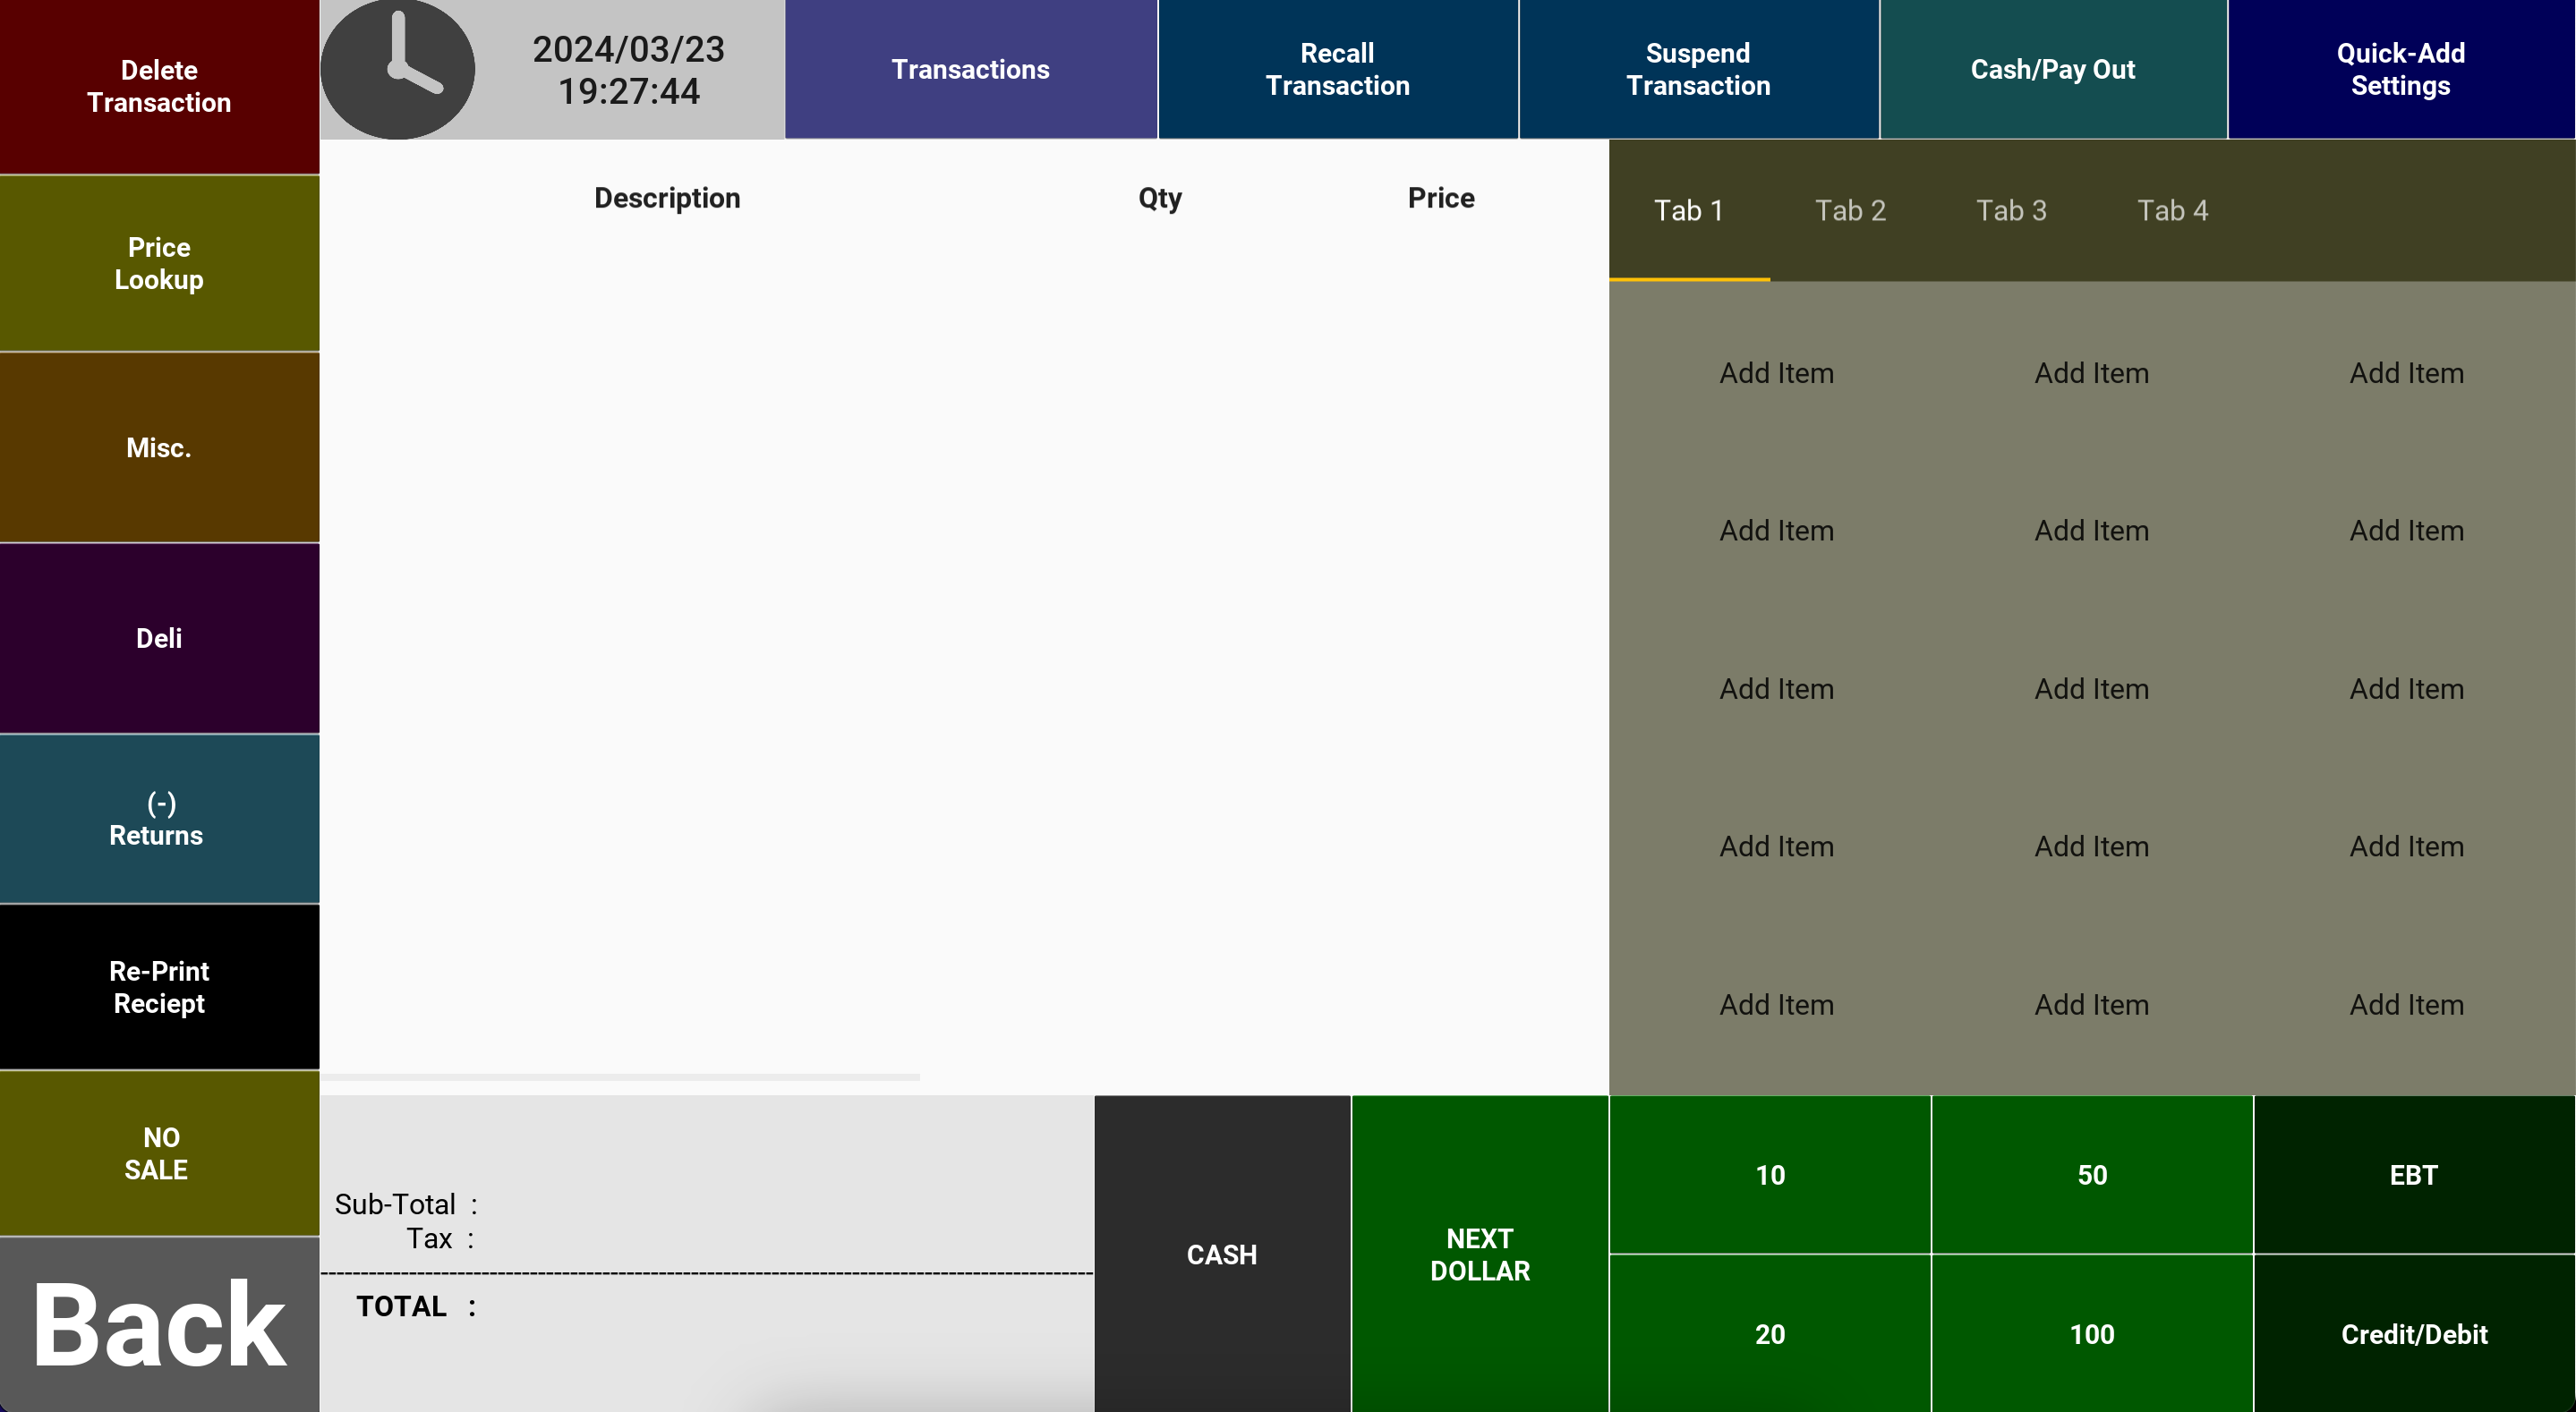 Delete
Transaction
2024/03/23
19:27:44
Transactions
Recall
Transaction
Suspend
Transaction
Cash/Pay Out
Quick-Add
Settings
Price
Lookup
Misc.
Deli
(-)
Returns
Re-Print
Reciept
NO
SALE
Back
Description Qty Price
Tab 1 Tab 2 Tab 3 Tab 4
Add Item Add Item Add Item
Add Item Add Item Add Item
Add Item Add Item Add Item
Add Item Add Item Add Item
Add Item Add Item Add Item
Sub-Total :
Tax :
TOTAL :
CASH
NEXT
DOLLAR
10 50 EBT
20 100 Credit/Debit